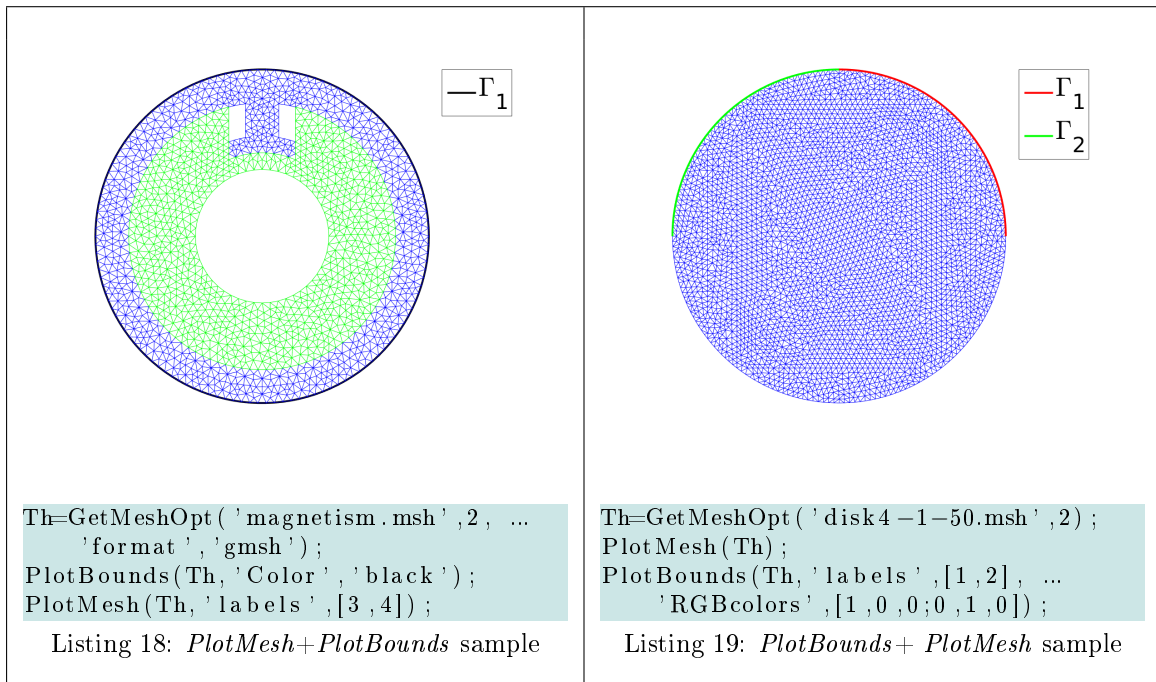 Γ1
Th=GetMeshOpt('magnetism.msh',2, ...
'format','gmsh');
PlotBounds(Th,'Color','black');
PlotMesh(Th,'labels',[3,4]);
Listing 18: PlotMesh+PlotBounds sample
Γ1
Γ2
Th=GetMeshOpt('disk4-1-50.msh',2);
PlotMesh(Th);
PlotBounds(Th,'labels',[1,2], ...
'RGBcolors',[1,0,0;0,1,0]);
Listing 19: PlotBounds+ PlotMesh sample